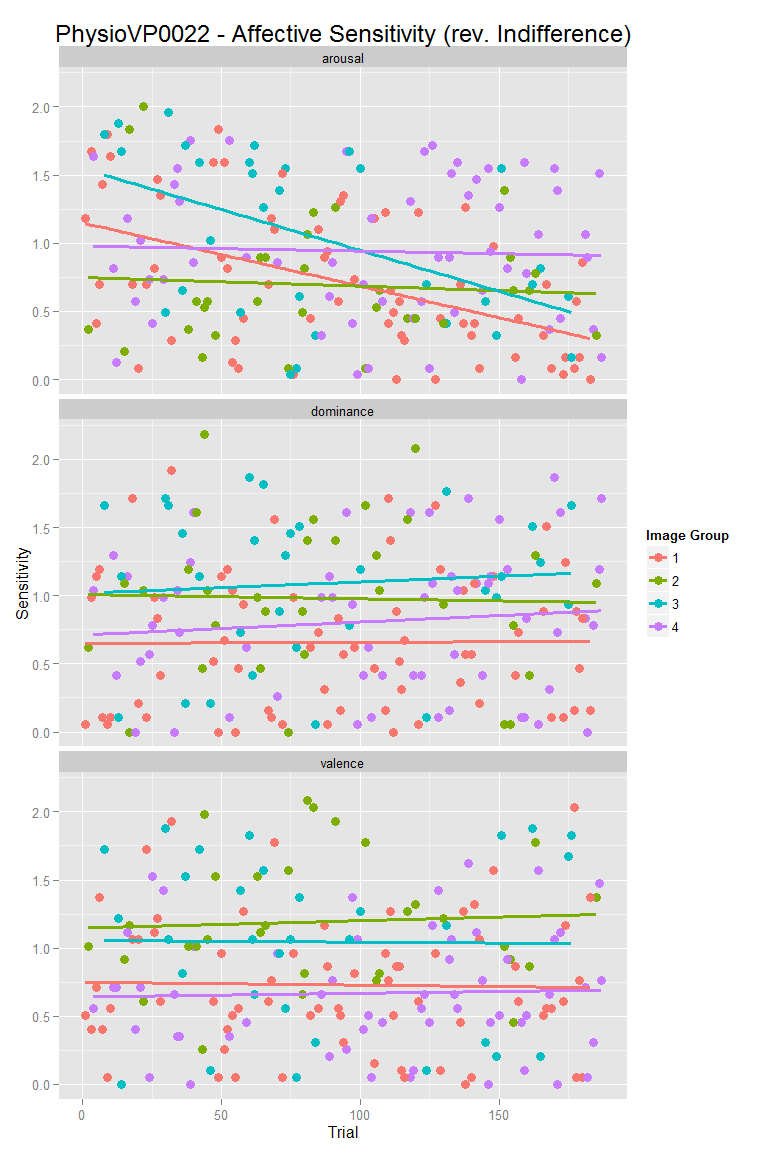 PhysioVP0022 - Affective Sensitivity (rev. Indifference)
arousal
2.0
1.5
1.0
0.5
0.0
dominance
2.0
1.5
1.0
0.5
0.0
valence
2.0
1.5
1.0
0.5
0.0
0 50 100 150
Trial
Sensitivity
Image Group
1
2
3
4